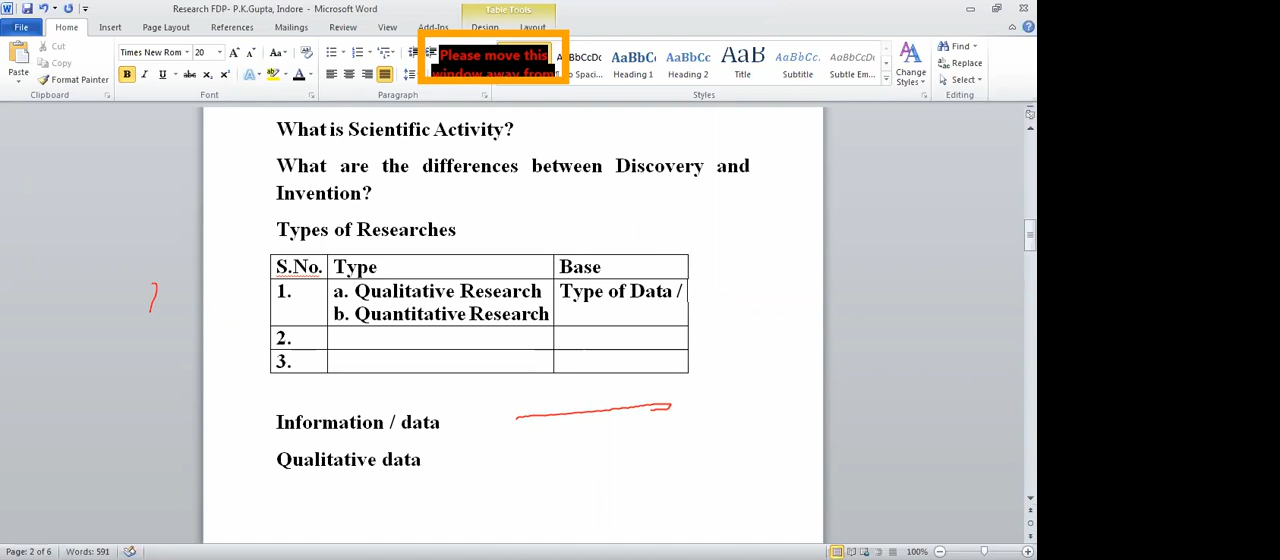 Research FDP- P.K.Gupta, Indore - Microsoft Word
Table Tools
File Home Insert Page Layout References Mailings Review View Add-Ins Design Layout
Cut
Copy
Format Painter
Paste
Clipboard
Times New Rom 20
Font
Paragraph
Please move this
window away from
AaBbCcDc AaBbCc AaBbCc AaB AaBbCc. AaBbCcDc
o Spaci... Heading 1 Heading 2 Title Subtitle Subtle Em...
Change
Styles
Styles
Find
Replace
Select
Editing
What is Scientific Activity?
What are the differences between Discovery and
Invention?
Types of Researches
S.No. Type Base
1. a. Qualitative Research Type of Data /
b. Quantitative Research
2.
3.
Information / data
Qualitative data
Page: 2 of 6 Words: 591 100%